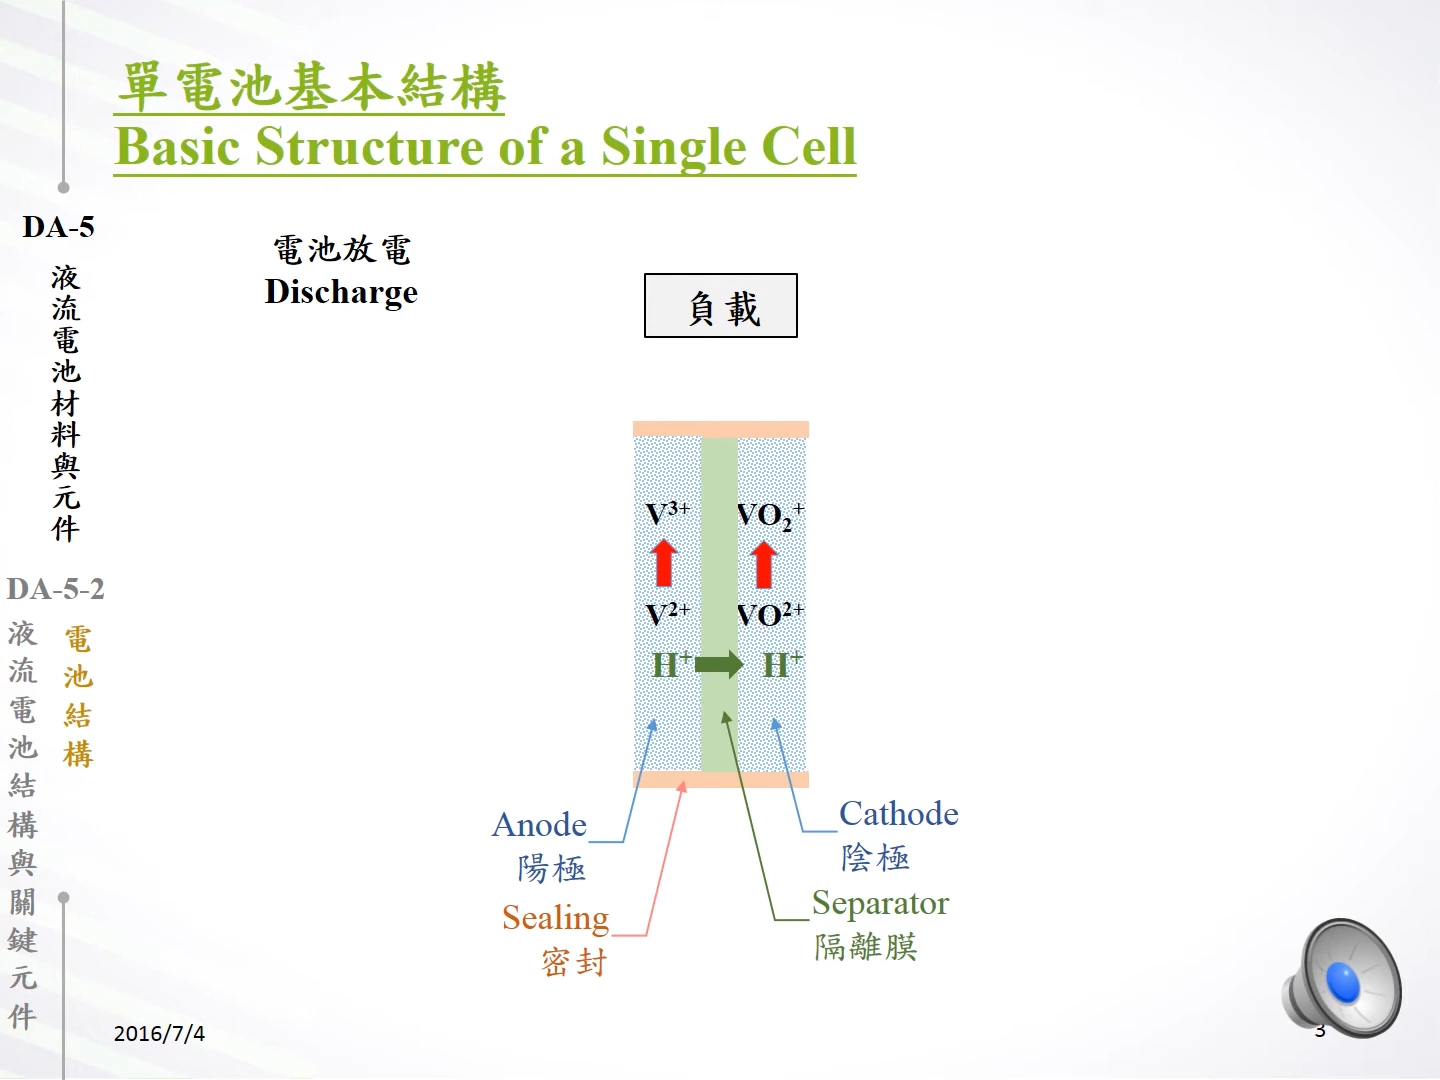 單電池基本結構
Basic Structure of a Single Cell
DA-5
液流電池材料與元件
DA-5-2
液流電池結構與關鍵元件
電池結構
電池放電
Discharge
負載
V³⁺
VO₂⁺
V²⁺
VO²⁺
H⁺
H⁺
Anode
陽極
Cathode
陰極
Sealing
密封
Separator
隔離膜
2016/7/4
3